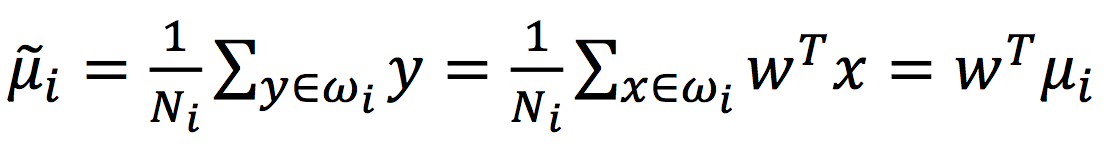 μ̃ᵢ = 1/Nᵢ ∑_{y∈ωᵢ} y = 1/Nᵢ ∑_{x∈ωᵢ} wᵀx = wᵀμᵢ